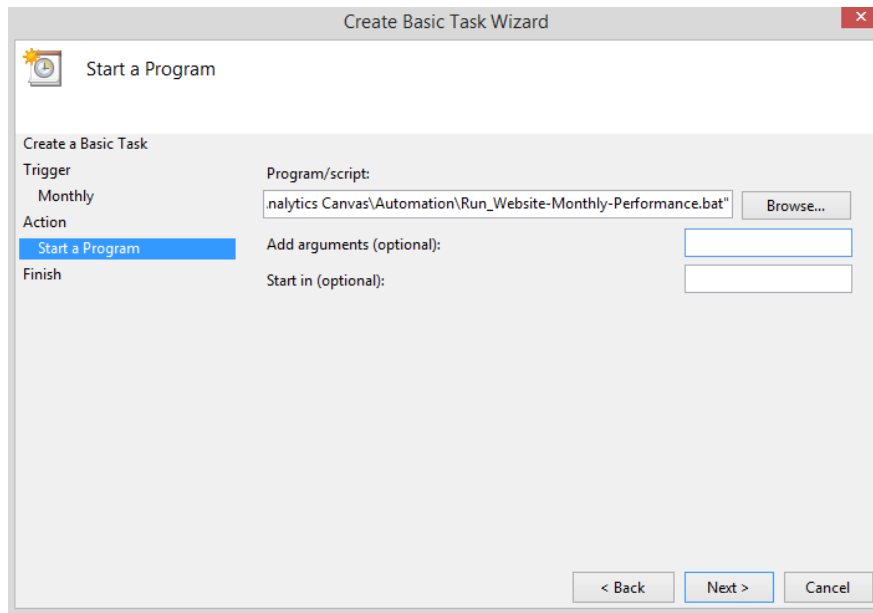 Create Basic Task Wizard
Start a Program
Create a Basic Task
Trigger
Monthly
Action
Start a Program
Finish
Program/script:
.nalytics Canvas\Automation\Run_Website-Monthly-Performance.bat"
Browse...
Add arguments (optional):
Start in (optional):
< Back
Next >
Cancel